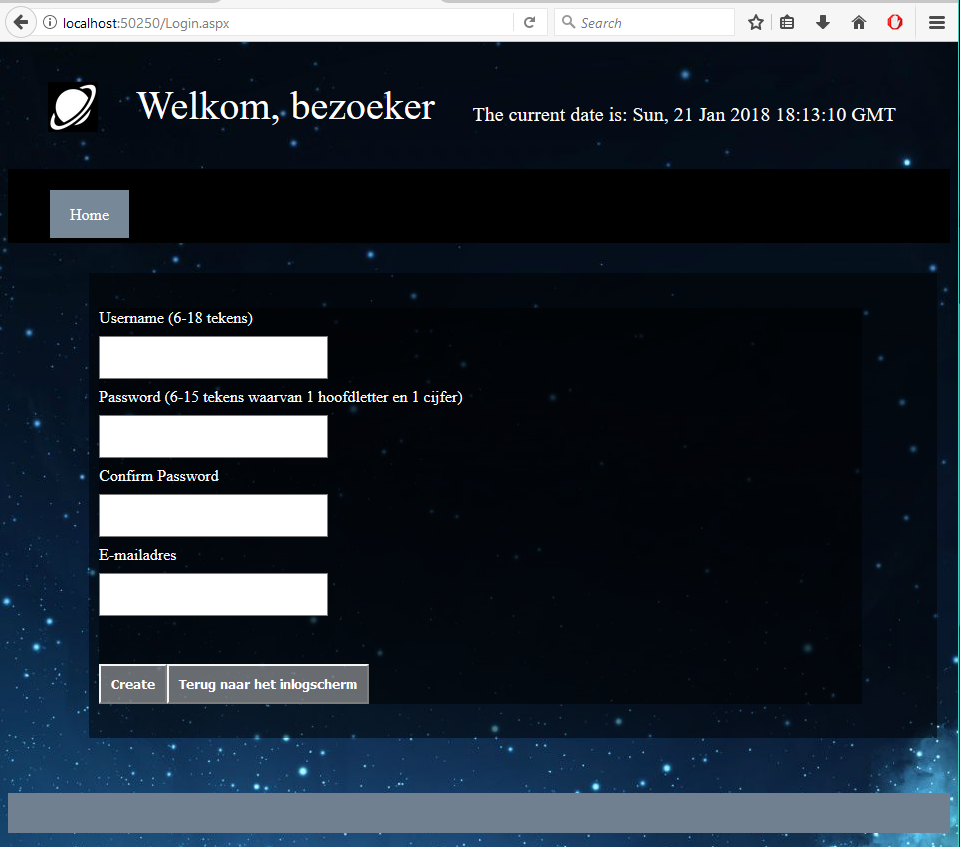 localhost:50250/Login.aspx
Search
Welkom, bezoeker
The current date is: Sun, 21 Jan 2018 18:13:10 GMT
Home
Username (6-18 tekens)
Password (6-15 tekens waarvan 1 hoofdletter en 1 cijfer)
Confirm Password
E-mailadres
Create
Terug naar het inlogscherm